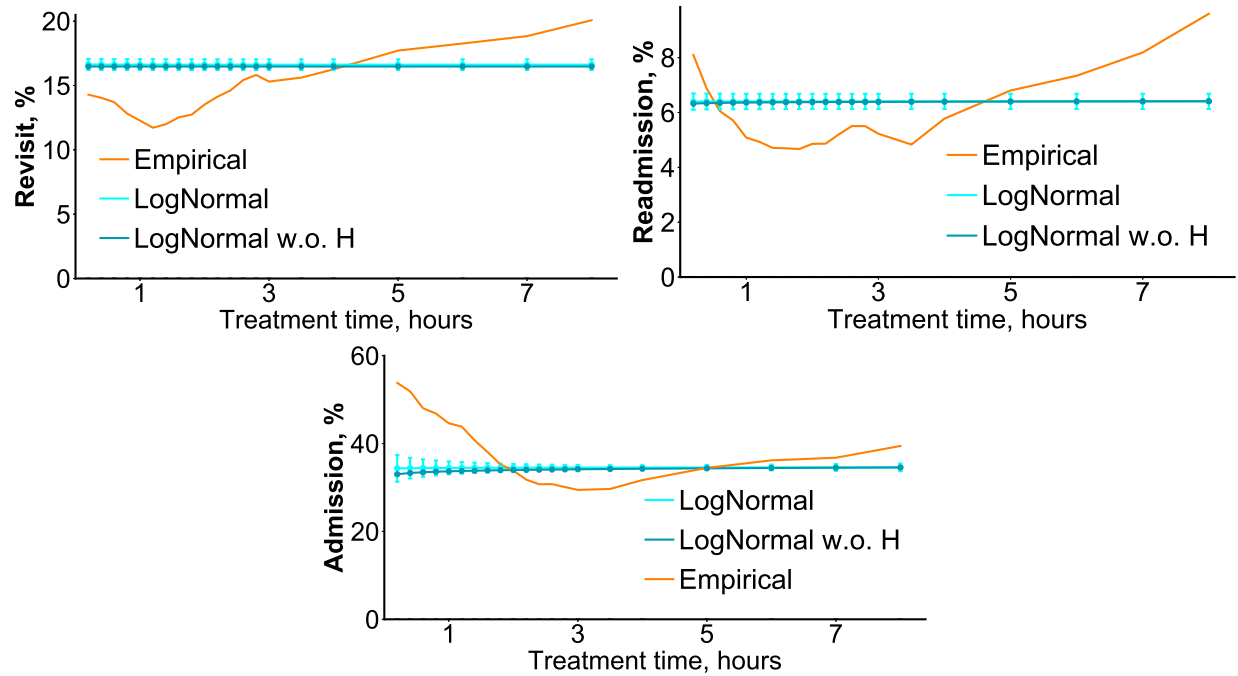 Revisit, %
20
15
10
5
0
Empirical
LogNormal
LogNormal w.o. H
1 3 5 7
Treatment time, hours
Readmission, %
8
6
4
2
0
Empirical
LogNormal
LogNormal w.o. H
1 3 5 7
Treatment time, hours
Admission, %
60
40
20
0
LogNormal
LogNormal w.o. H
Empirical
1 3 5 7
Treatment time, hours